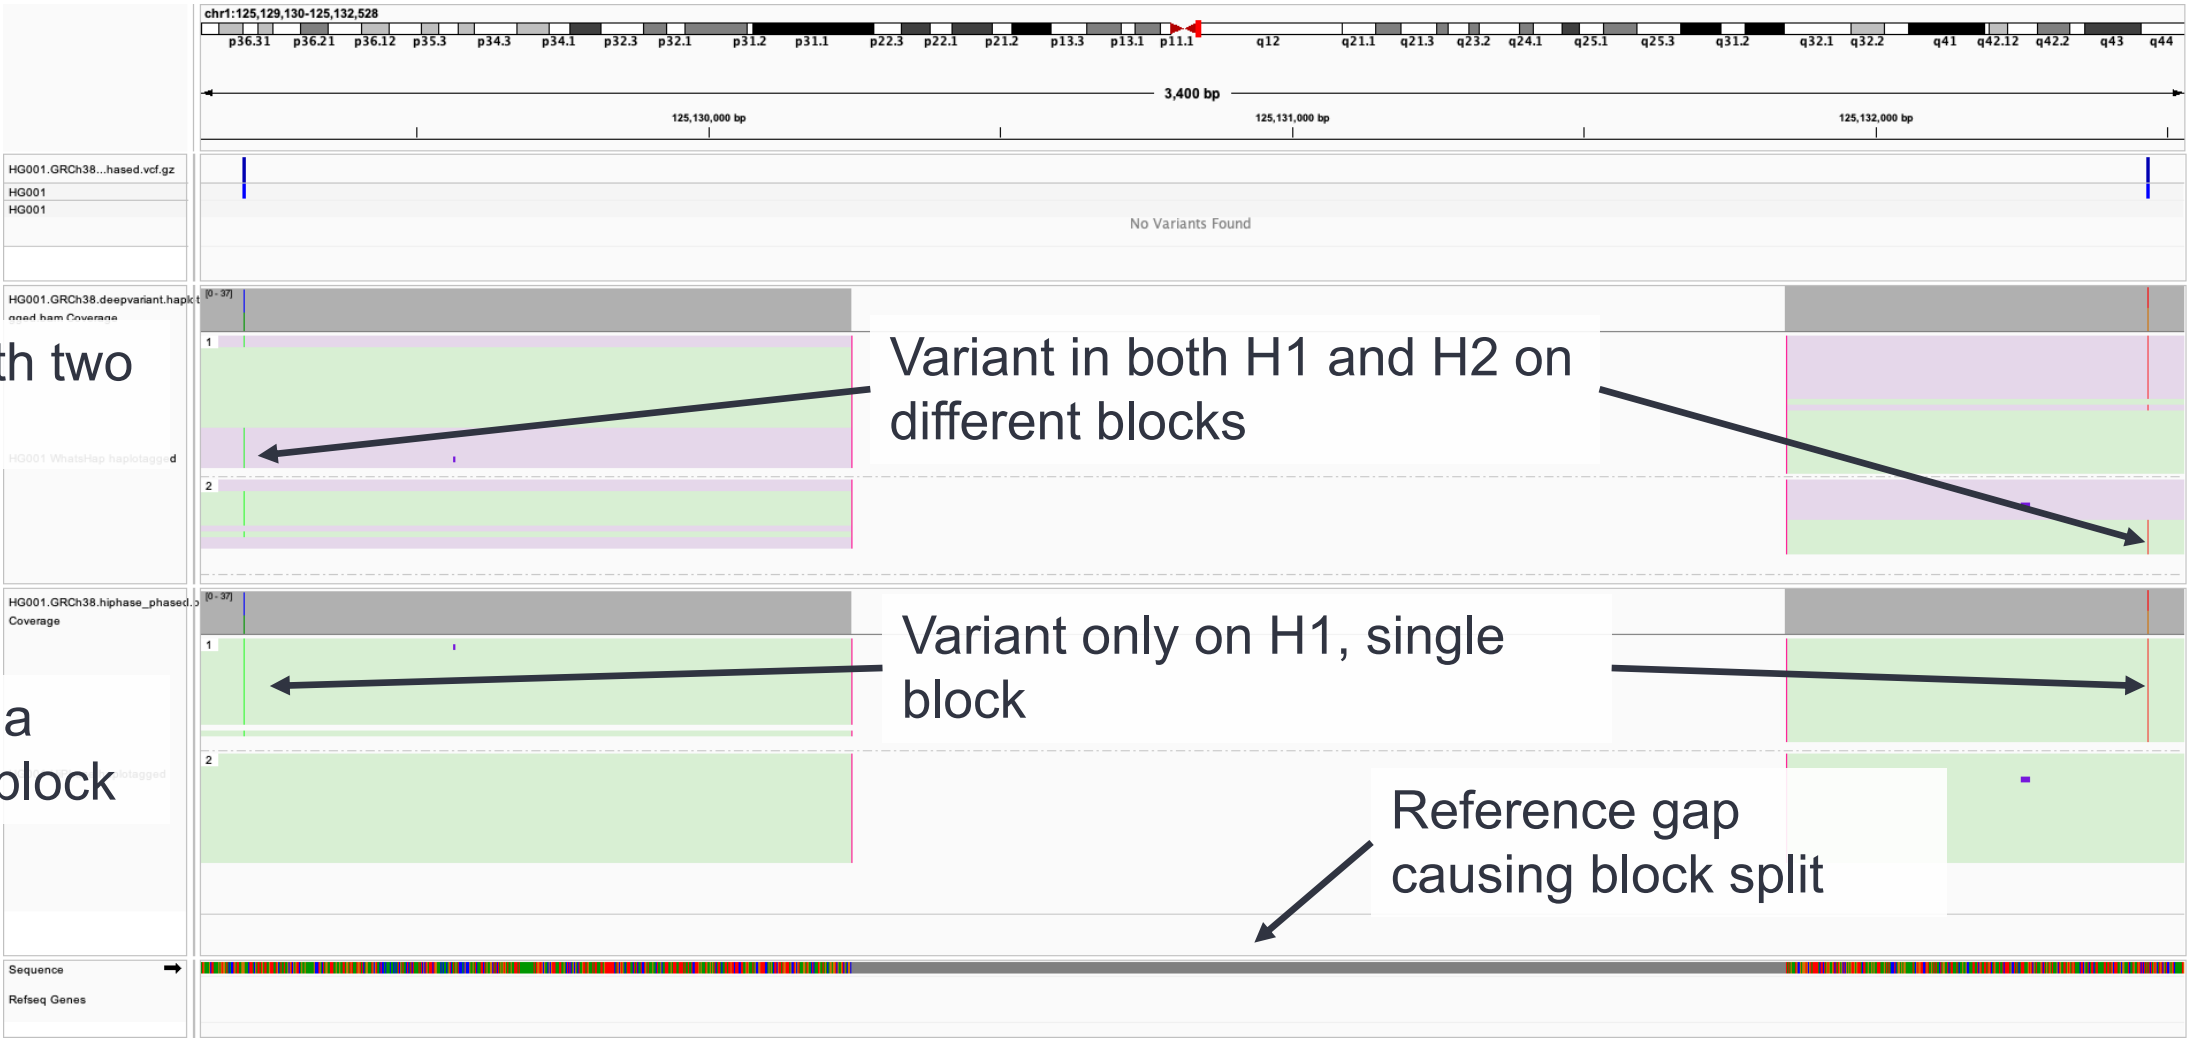 chr1:125,129,130-125,132,528
p36.31 p36.21 p36.12 p35.3 p34.3 p34.1 p32.3 p32.1 p31.2 p31.1 p22.3 p22.1 p21.2 p13.3 p13.1 p11.1 q12 q21.1 q21.3 q23.2 q24.1 q25.1 q25.3 q31.2 q32.1 q32.2 q41 q42.12 q42.2 q43 q44
3,400 bp
125,130,000 bp 125,131,000 bp 125,132,000 bp
HG001.GRCh38...hased.vcf.gz
HG001
HG001
No Variants Found
HG001.GRCh38.deepvariant.haplot
gged.bam Coverage
[0 - 37]
1
th two
Variant in both H1 and H2 on
different blocks
HG001 WhatsHap haplotagged
2
HG001.GRCh38.hiphase_phased.b
Coverage
[0 - 37]
1
Variant only on H1, single
block
a
block
plotagged
2
Reference gap
causing block split
Sequence
Refseq Genes